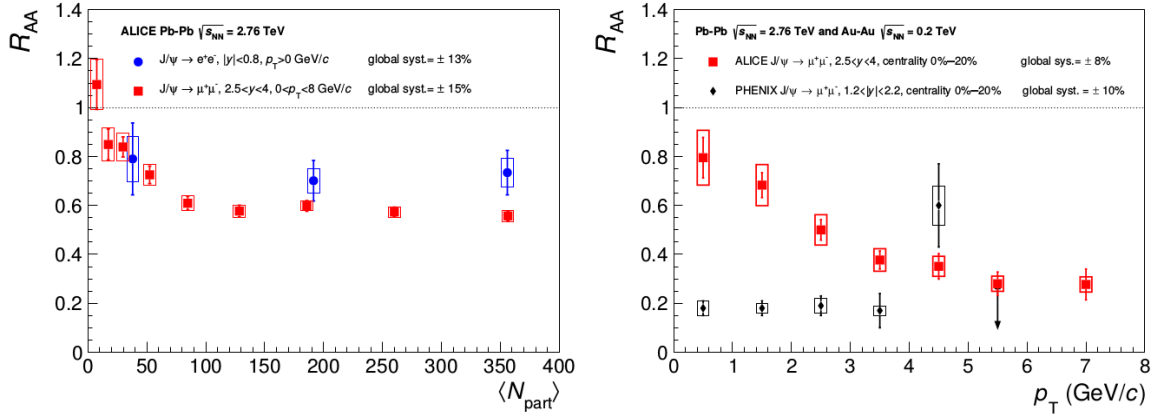 R_AA
ALICE Pb-Pb √s_NN = 2.76 TeV
J/ψ → e⁺e⁻, |y|<0.8, p_T>0 GeV/c global syst.= ± 13%
J/ψ → μ⁺μ⁻, 2.5<y<4, 0<p_T<8 GeV/c global syst.= ± 15%
1.4
1.2
1
0.8
0.6
0.4
0.2
0
0 50 100 150 200 250 300 350 400
⟨N_part⟩
R_AA
Pb-Pb √s_NN = 2.76 TeV and Au-Au √s_NN = 0.2 TeV
ALICE J/ψ → μ⁺μ⁻, 2.5<y<4, centrality 0%–20% global sys.= ± 8%
PHENIX J/ψ → μ⁺μ⁻, 1.2<|y|<2.2, centrality 0%–20% global syst. = ± 10%
1.4
1.2
1
0.8
0.6
0.4
0.2
0
0 1 2 3 4 5 6 7 8
p_T (GeV/c)